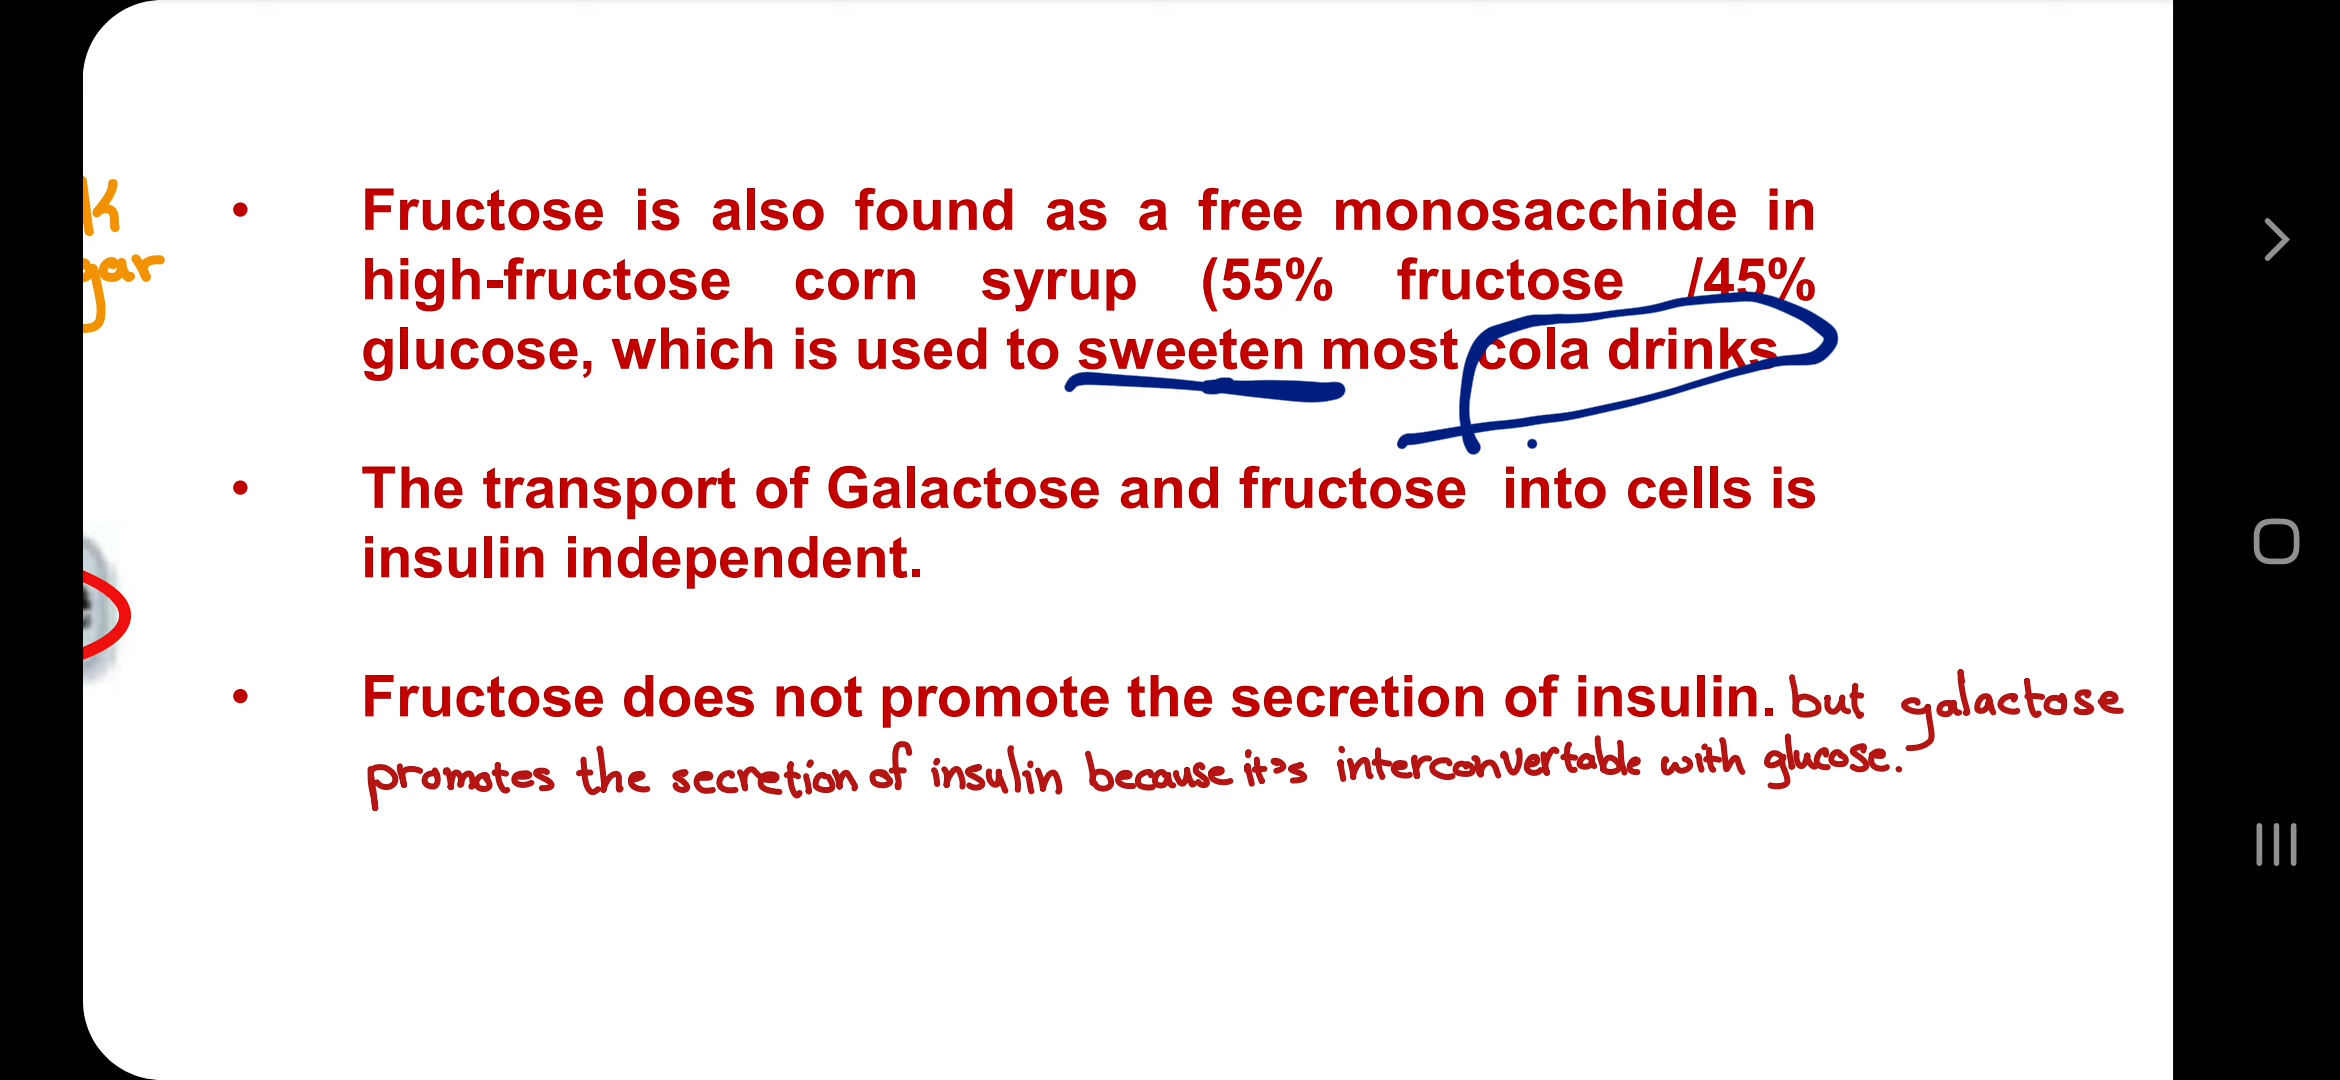 K
gar
• Fructose is also found as a free monosacchide in
high-fructose corn syrup (55% fructose /45%
glucose, which is used to sweeten most cola drinks
• The transport of Galactose and fructose into cells is
insulin independent.
• Fructose does not promote the secretion of insulin. but galactose
promotes the secretion of insulin because it's interconvertable with glucose.